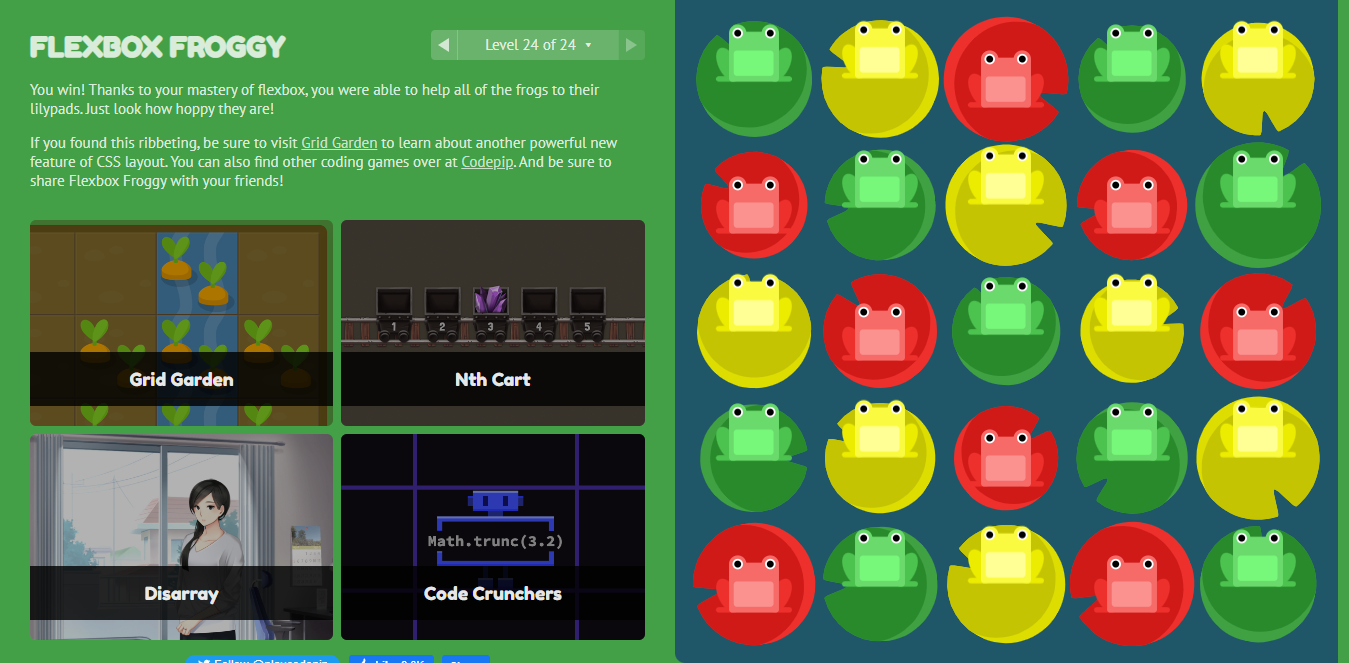 FLEXBOX FROGGY
Level 24 of 24
You win! Thanks to your mastery of flexbox, you were able to help all of the frogs to their
lilypads. Just look how hoppy they are!
If you found this ribbeting, be sure to visit Grid Garden to learn about another powerful new
feature of CSS layout. You can also find other coding games over at Codepip. And be sure to
share Flexbox Froggy with your friends!
1 2 3 4 5
Grid Garden
Nth Cart
Math.trunc(3.2)
Disarray
Code Crunchers